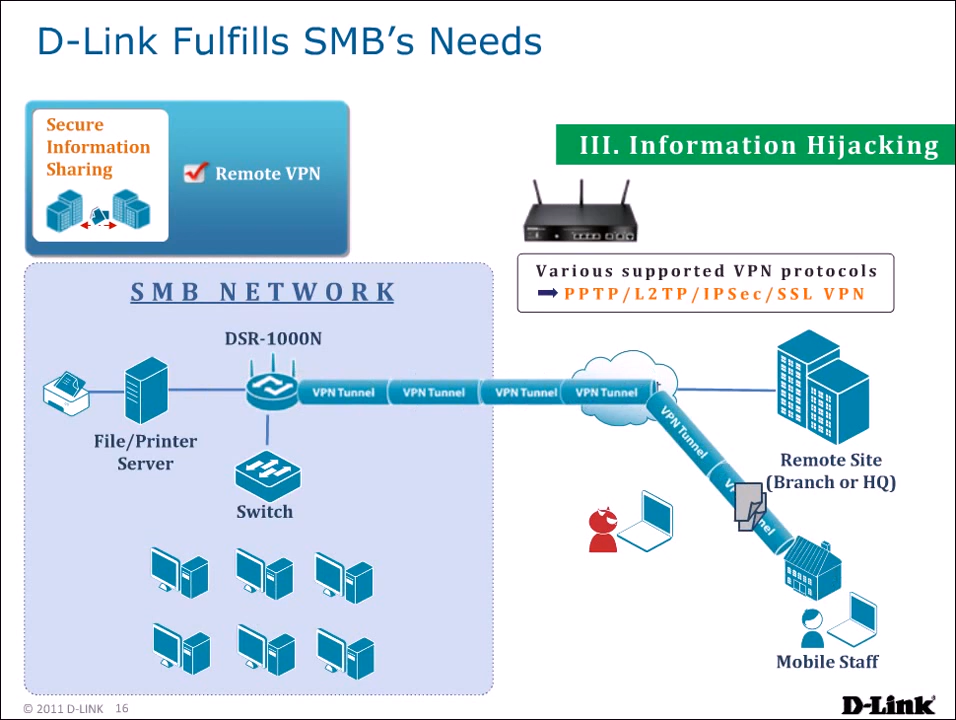 D-Link Fulfills SMB's Needs
Secure
Information
Sharing
Remote VPN
III. Information Hijacking
Various supported VPN protocols
PPTP/L2TP/IPSec/SSL VPN
SMB NETWORK
DSR-1000N
VPN Tunnel VPN Tunnel VPN Tunnel VPN Tunnel
VPN Tunnel
File/Printer
Server
Switch
Remote Site
(Branch or HQ)
Mobile Staff
© 2011 D-LINK 16
D-Link